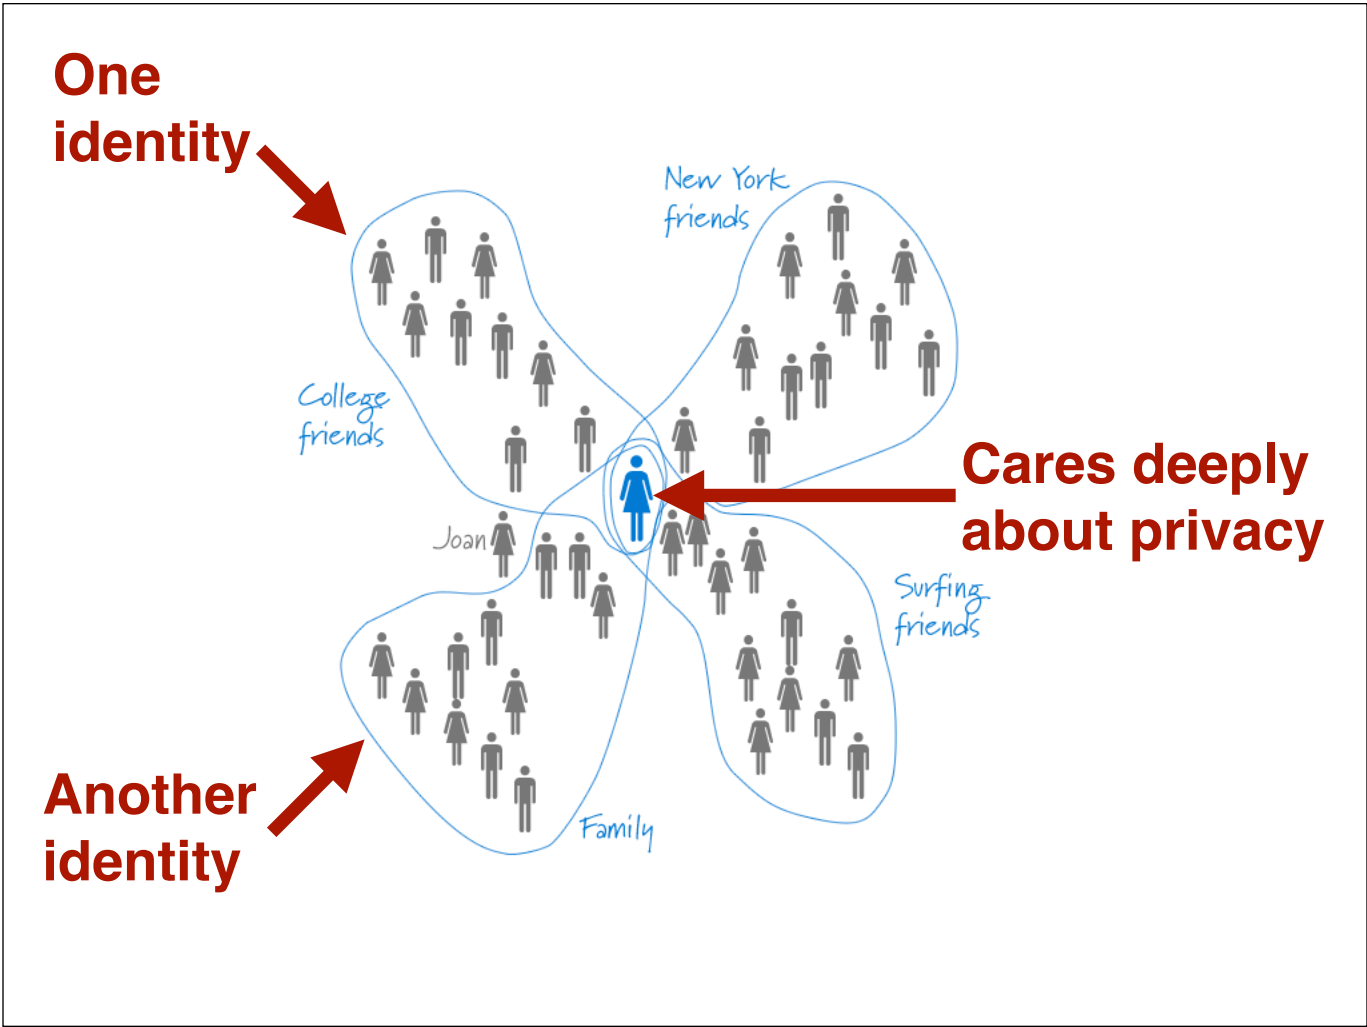 One
identity
New York
friends
College
friends
Cares deeply
about privacy
Joan
Surfing
friends
Another
identity
Family